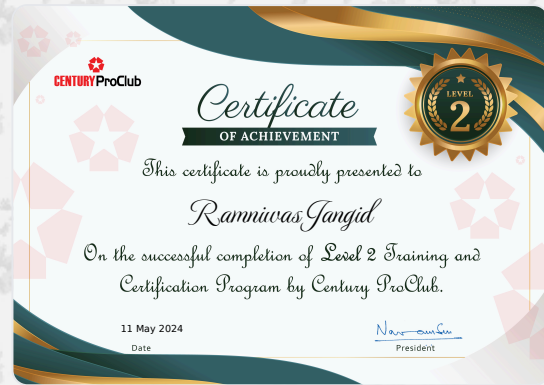 CENTURY ProClub
Certificate
OF ACHIEVEMENT
LEVEL
2
This certificate is proudly presented to
Ramniwas Jangid
On the successful completion of Level 2 Training and
Certification Program by Century ProClub.
11 May 2024
Date
President